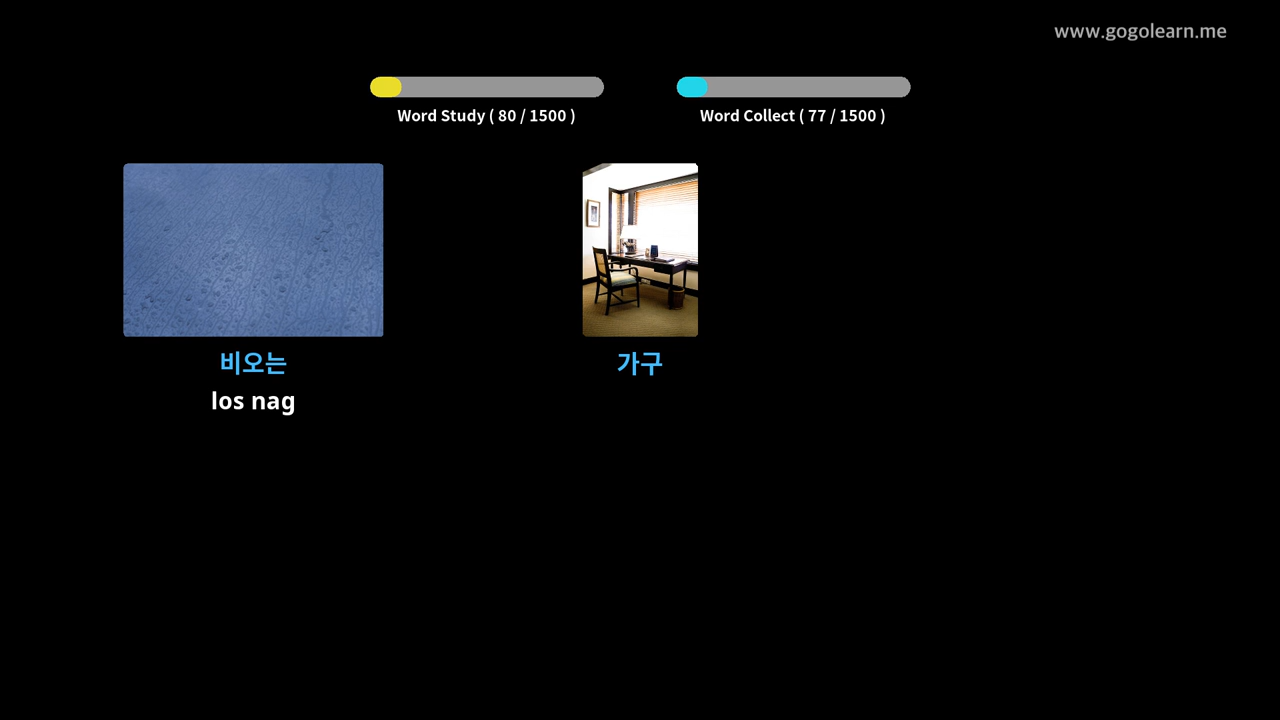 www.gogolearn.me
Word Study ( 80 / 1500 )
Word Collect ( 77 / 1500 )
비오는
los nag
가구